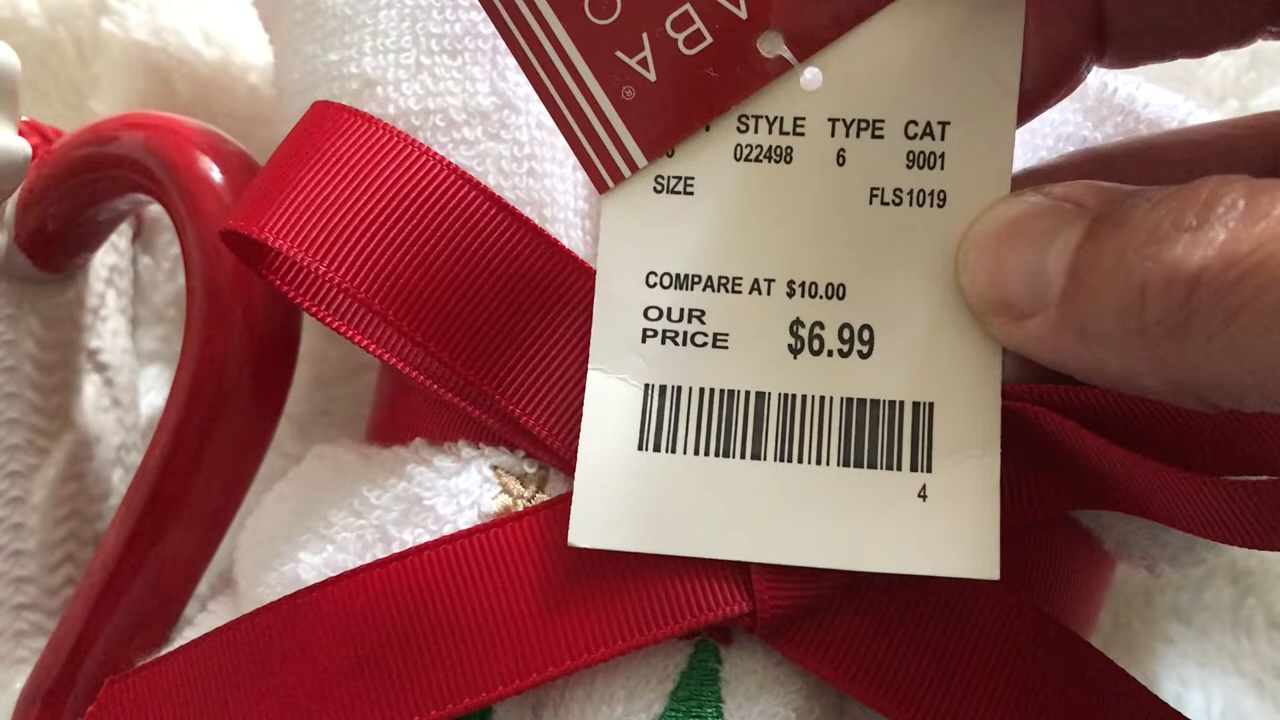 STYLE TYPE CAT
022498 6 9001
SIZE FLS1019
COMPARE AT $10.00
OUR
PRICE $6.99
4